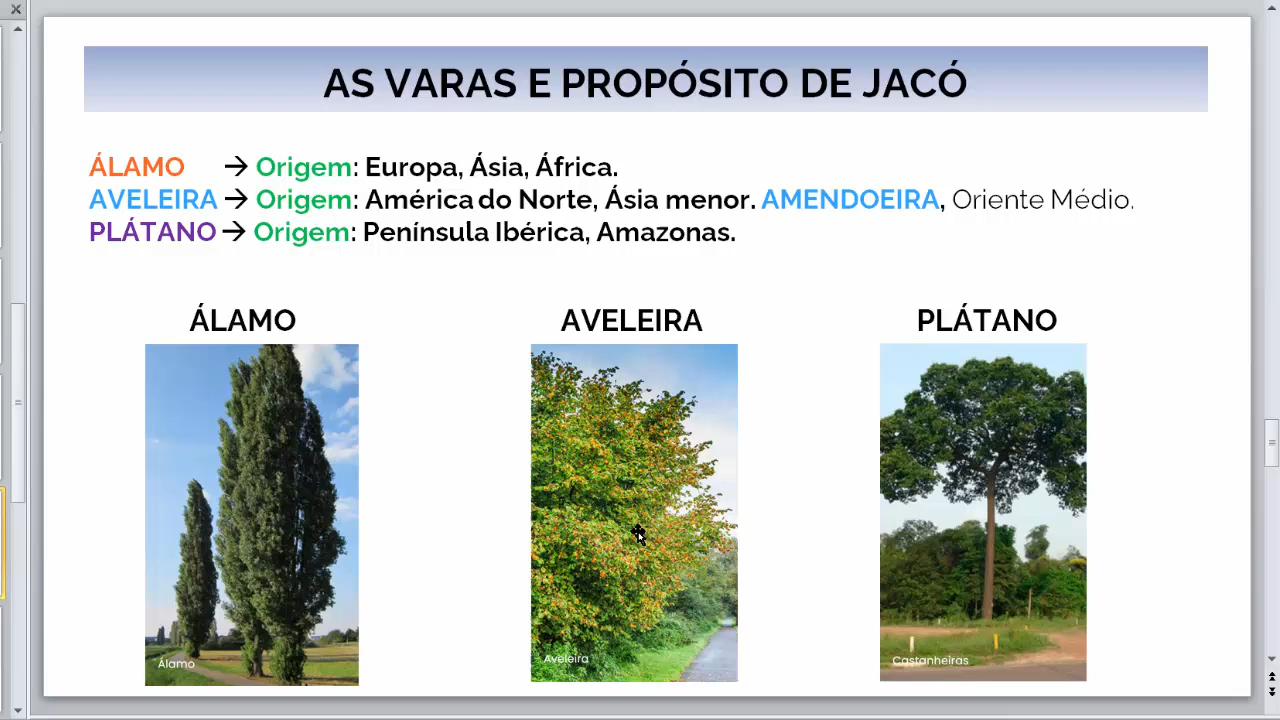 AS VARAS E PROPÓSITO DE JACÓ
ÁLAMO → Origem: Europa, Ásia, África.
AVELEIRA → Origem: América do Norte, Ásia menor. AMENDOEIRA, Oriente Médio.
PLÁTANO → Origem: Península Ibérica, Amazonas.
ÁLAMO
AVELEIRA
PLÁTANO
Álamo
Aveleira
Castanheiras